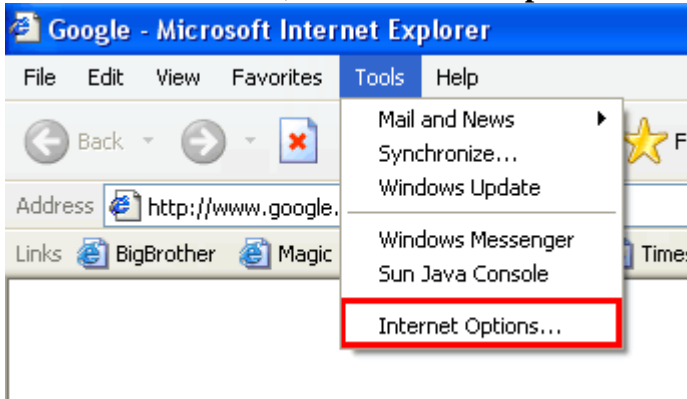 Google - Microsoft Internet Explorer
File Edit View Favorites Tools Help
Mail and News
Synchronize...
Windows Update
Windows Messenger
Sun Java Console
Internet Options...
Back
F
Address http://www.google.
Links BigBrother Magic Times